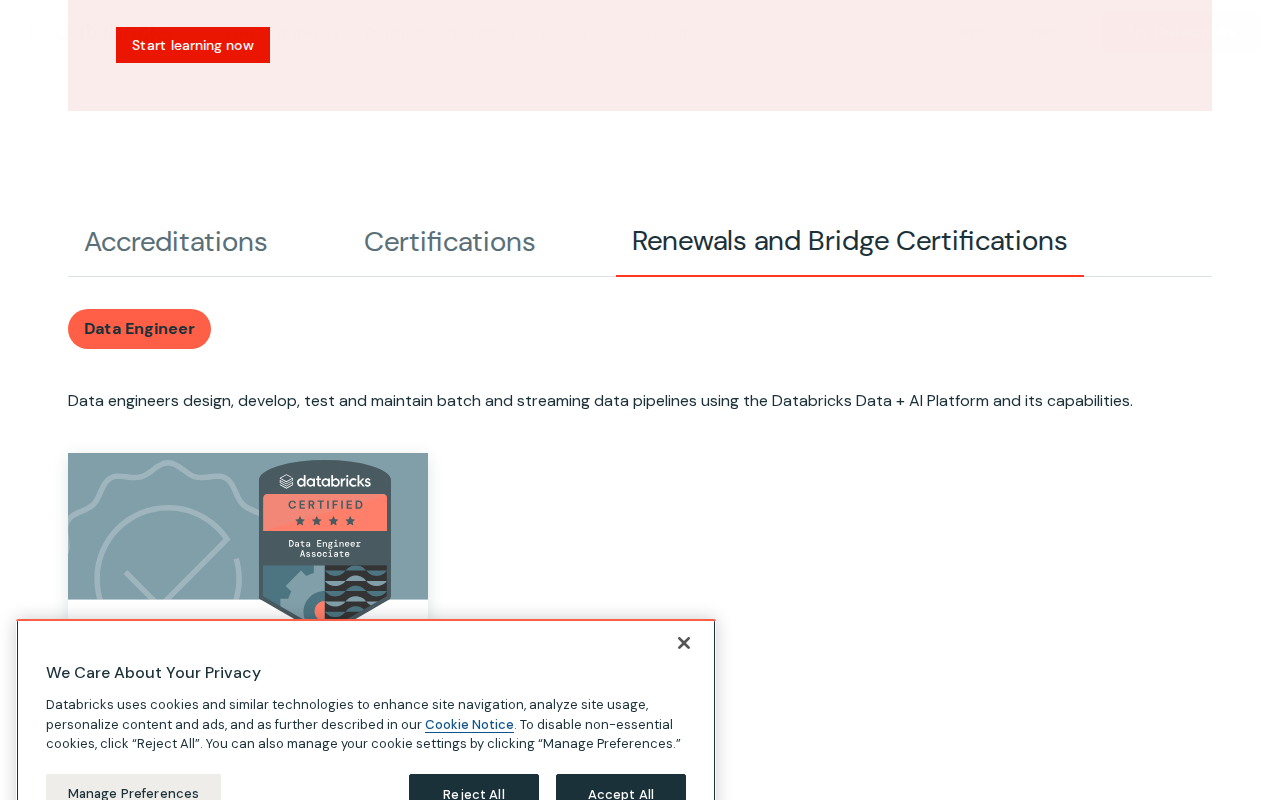 Start learning now
Accreditations
Certifications
Renewals and Bridge Certifications
Data Engineer
Data engineers design, develop, test and maintain batch and streaming data pipelines using the Databricks Data + AI Platform and its capabilities.
databricks
CERTIFIED
Data Engineer
Associate
We Care About Your Privacy
Databricks uses cookies and similar technologies to enhance site navigation, analyze site usage,
personalize content and ads, and as further described in our Cookie Notice. To disable non-essential
cookies, click “Reject All”. You can also manage your cookie settings by clicking “Manage Preferences.”
Manage Preferences
Reject All
Accept All